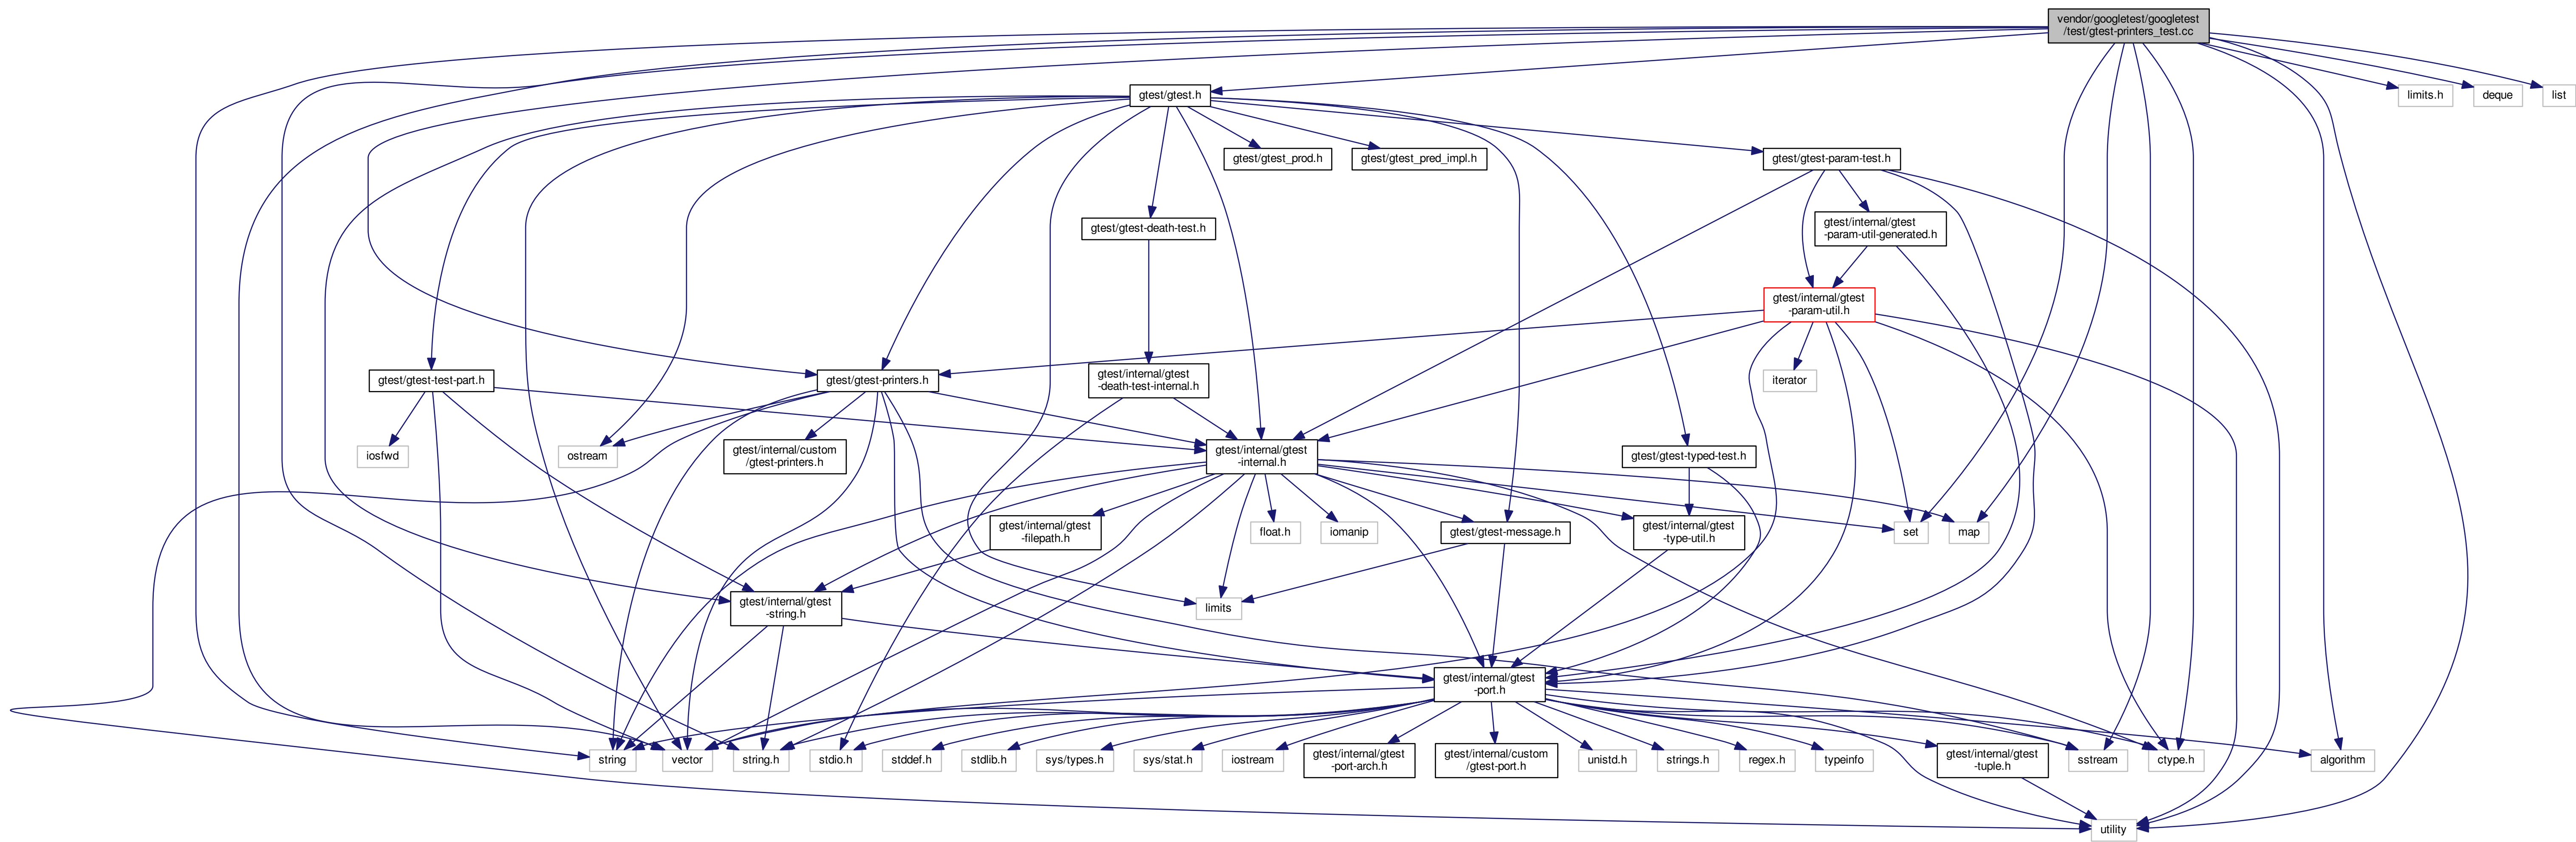 vendor/googletest/googletest
/test/gtest-printers_test.cc
gtest/gtest.h
limits.h
deque
list
gtest/gtest_prod.h
gtest/gtest_pred_impl.h
gtest/gtest-param-test.h
gtest/gtest-death-test.h
gtest/internal/gtest
-param-util-generated.h
gtest/internal/gtest
-param-util.h
gtest/gtest-test-part.h
gtest/gtest-printers.h
gtest/internal/gtest
-death-test-internal.h
iterator
iosfwd
ostream
gtest/internal/custom
/gtest-printers.h
gtest/internal/gtest
-internal.h
gtest/gtest-typed-test.h
gtest/internal/gtest
-filepath.h
float.h
iomanip
gtest/gtest-message.h
gtest/internal/gtest
-type-util.h
set
map
gtest/internal/gtest
-string.h
limits
gtest/internal/gtest
-port.h
string
vector
string.h
stdio.h
stddef.h
stdlib.h
sys/types.h
sys/stat.h
iostream
gtest/internal/gtest
-port-arch.h
gtest/internal/custom
/gtest-port.h
unistd.h
strings.h
regex.h
typeinfo
gtest/internal/gtest
-tuple.h
sstream
ctype.h
algorithm
utility